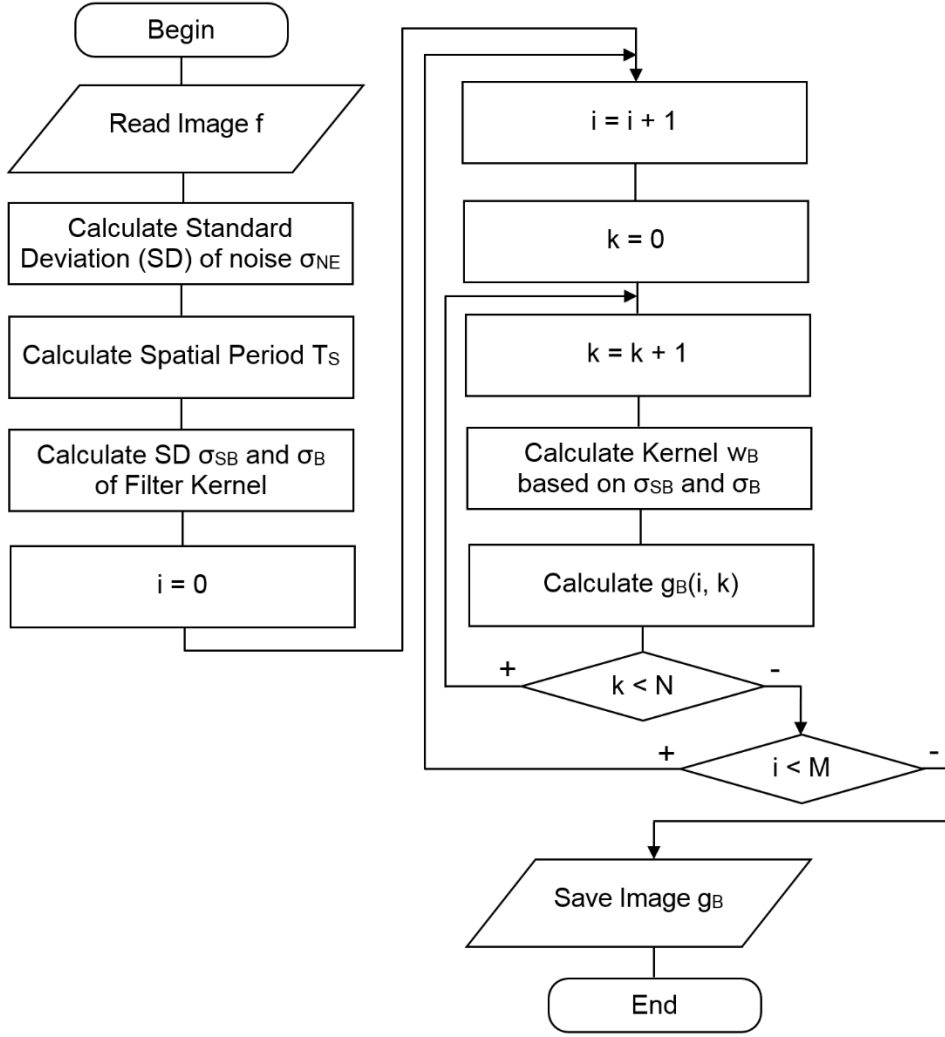 Begin
Read Image f
Calculate Standard
Deviation (SD) of noise σNE
Calculate Spatial Period TS
Calculate SD σSB and σB
of Filter Kernel
i = 0
i = i + 1
k = 0
k = k + 1
Calculate Kernel wB
based on σSB and σB
Calculate gB(i, k)
+
k < N
-
+
i < M
-
Save Image gB
End